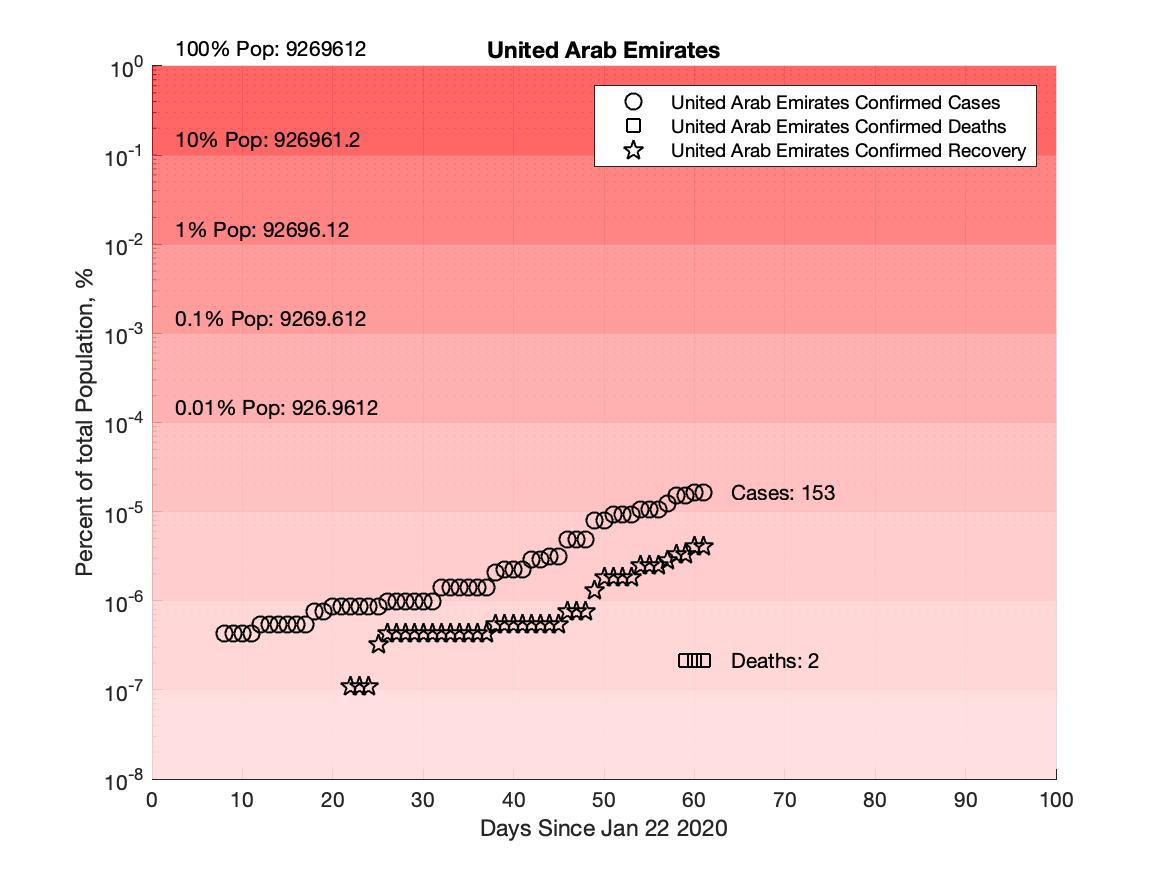 100% Pop: 9269612
United Arab Emirates
10^0
United Arab Emirates Confirmed Cases
United Arab Emirates Confirmed Deaths
United Arab Emirates Confirmed Recovery
10% Pop: 926961.2
10^-1
1% Pop: 92696.12
10^-2
0.1% Pop: 9269.612
10^-3
0.01% Pop: 926.9612
10^-4
Cases: 153
10^-5
10^-6
Deaths: 2
10^-7
10^-8
Percent of total Population, %
0 10 20 30 40 50 60 70 80 90 100
Days Since Jan 22 2020